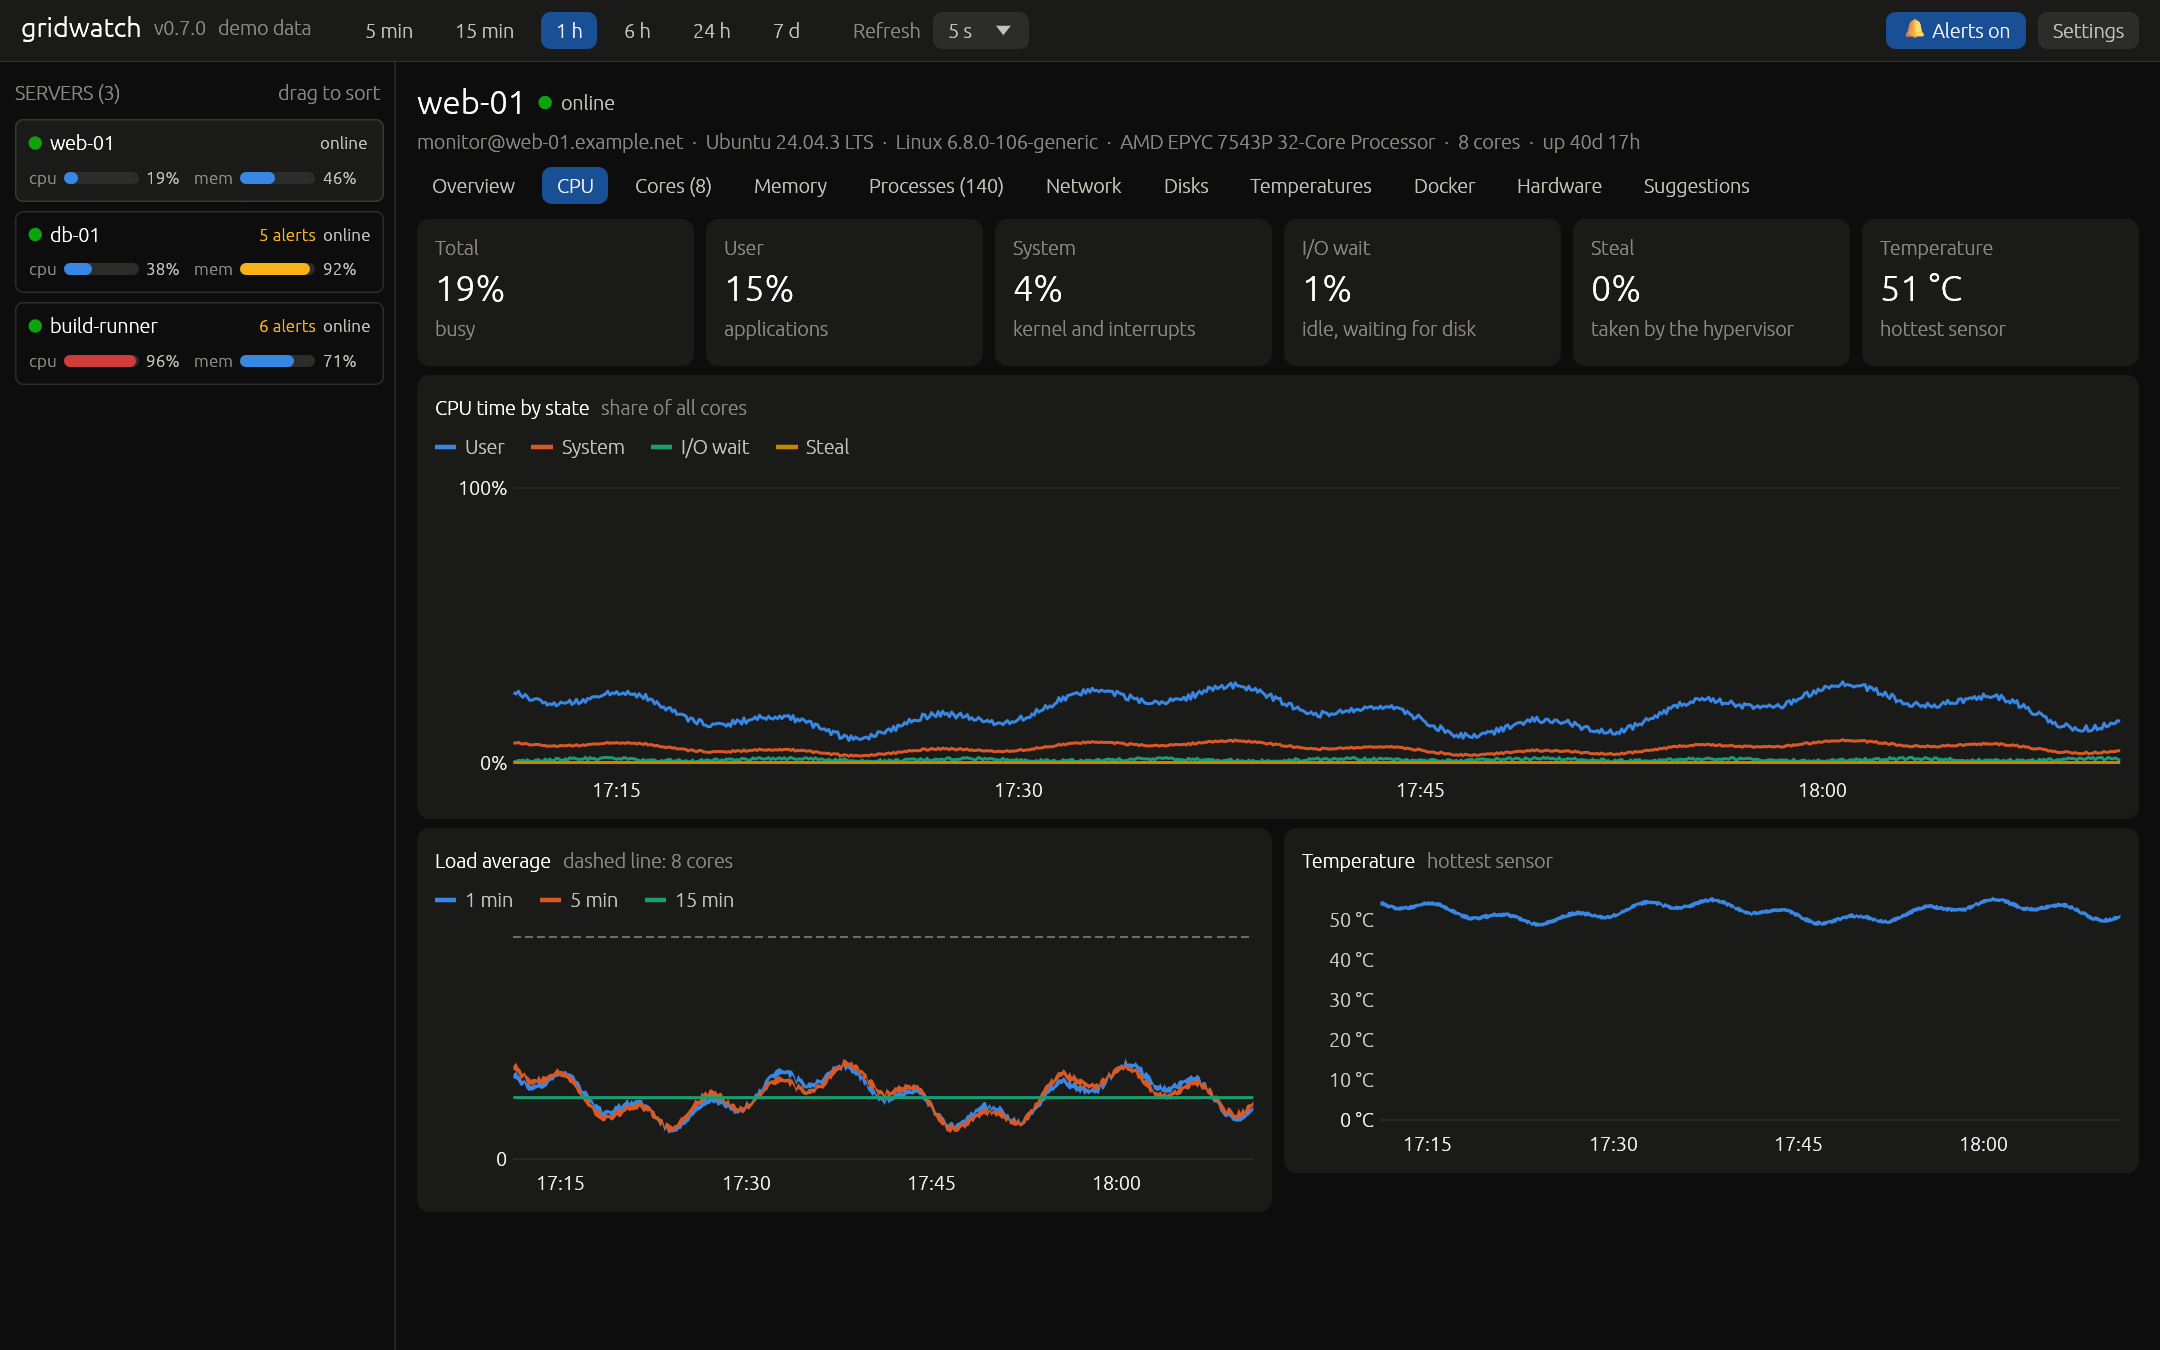 gridwatch v0.7.0 demo data 5 min 15 min 1 h 6 h 24 h 7 d Refresh 5 s Alerts on Settings
SERVERS (3) drag to sort
web-01 online
cpu 19% mem 46%
db-01 5 alerts online
cpu 38% mem 92%
build-runner 6 alerts online
cpu 96% mem 71%
web-01 online
monitor@web-01.example.net · Ubuntu 24.04.3 LTS · Linux 6.8.0-106-generic · AMD EPYC 7543P 32-Core Processor · 8 cores · up 40d 17h
Overview CPU Cores (8) Memory Processes (140) Network Disks Temperatures Docker Hardware Suggestions
Total
19%
busy
User
15%
applications
System
4%
kernel and interrupts
I/O wait
1%
idle, waiting for disk
Steal
0%
taken by the hypervisor
Temperature
51 °C
hottest sensor
CPU time by state share of all cores
User System I/O wait Steal
100%
0%
17:15 17:30 17:45 18:00
Load average dashed line: 8 cores
1 min 5 min 15 min
0
17:15 17:30 17:45 18:00
Temperature hottest sensor
50 °C
40 °C
30 °C
20 °C
10 °C
0 °C
17:15 17:30 17:45 18:00